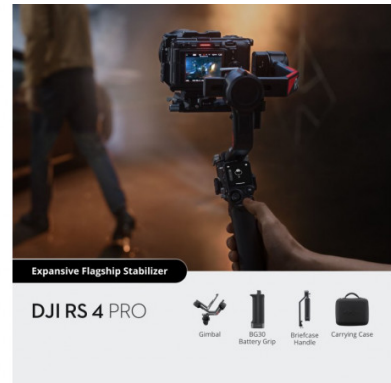 Expansive Flagship Stabilizer
DJI RS 4 PRO
Gimbal
BG30
Battery Grip
Briefcase
Handle
Carrying Case